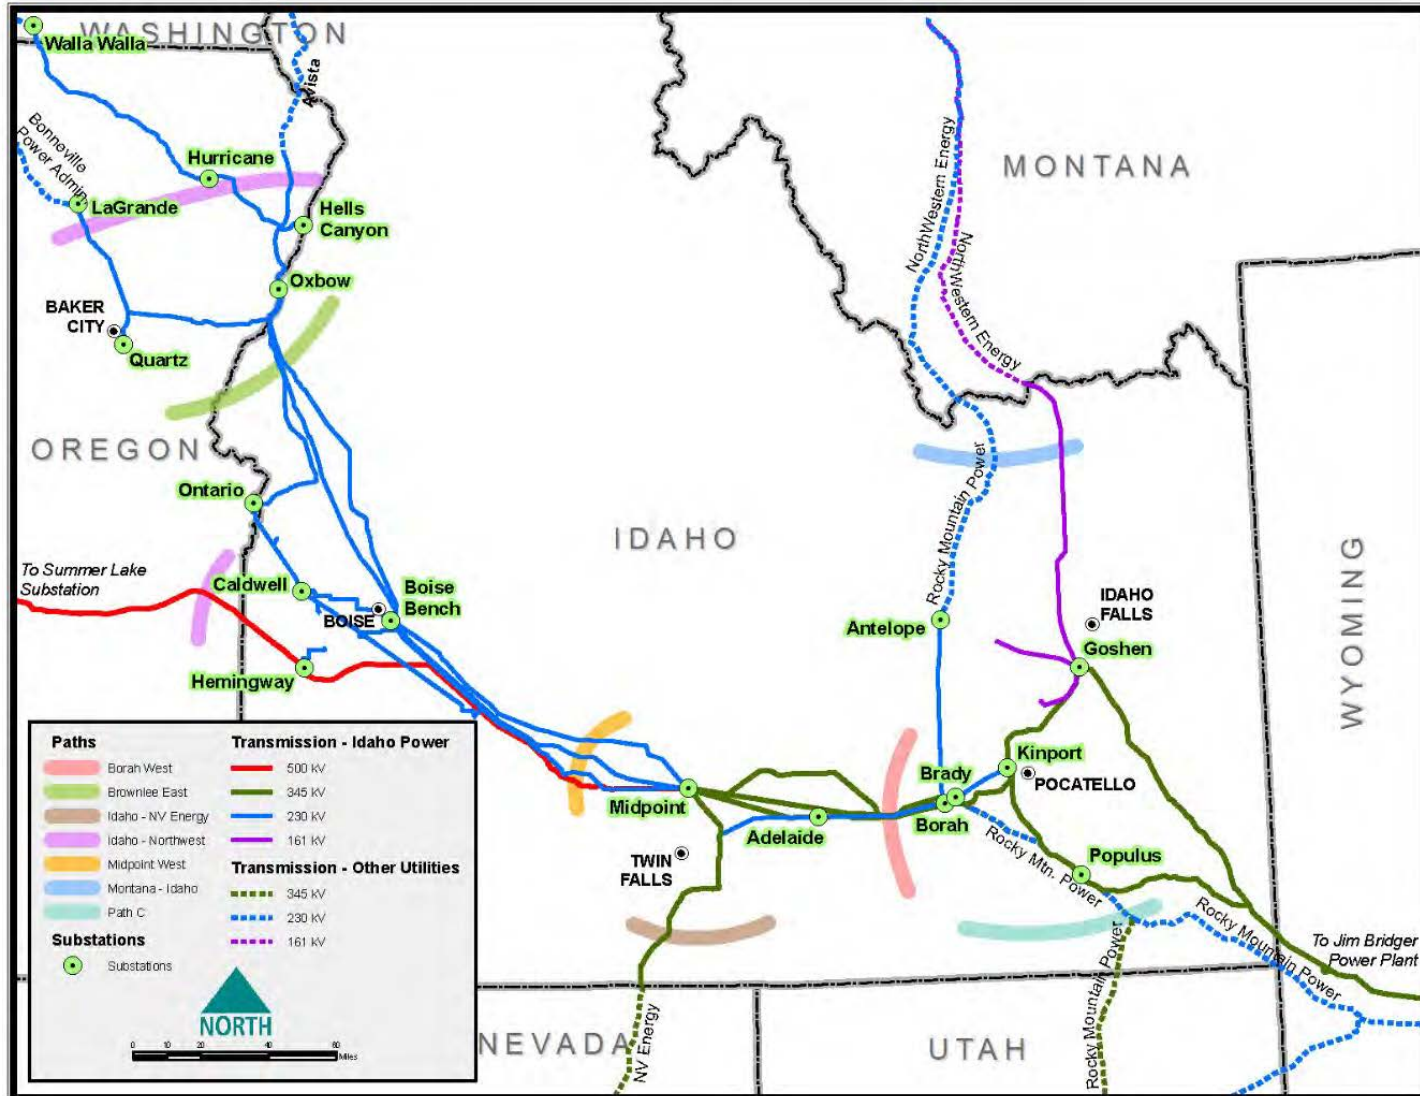 WASHINGTON
Walla Walla
Avista
Bonneville
Power Admin
Hurricane
LaGrande
Hells
Canyon
Oxbow
BAKER
CITY
Quartz
OREGON
Ontario
To Summer Lake
Substation
Caldwell
Boise
Bench
BOISE
Hemingway
IDAHO
MONTANA
NorthWestern Energy
NorthWestern Energy
Rocky Mountain Power
WYOMING
IDAHO
FALLS
Antelope
Goshen
Kinport
Brady
POCATELLO
Borah
Midpoint
Adelaide
TWIN
FALLS
Rocky Mtn. Power
Populus
Rocky Mountain Power
Rocky Mountain Power
To Jim Bridger
Power Plant
NEVADA
NV Energy
UTAH
Paths
Borah West
Brownlee East
Idaho - NV Energy
Idaho - Northwest
Midpoint West
Montana - Idaho
Path C
Substations
Substations
Transmission - Idaho Power
500 kV
345 kV
230 kV
161 kV
Transmission - Other Utilities
345 kV
230 kV
161 kV
NORTH
0 10 20 40 60
Miles